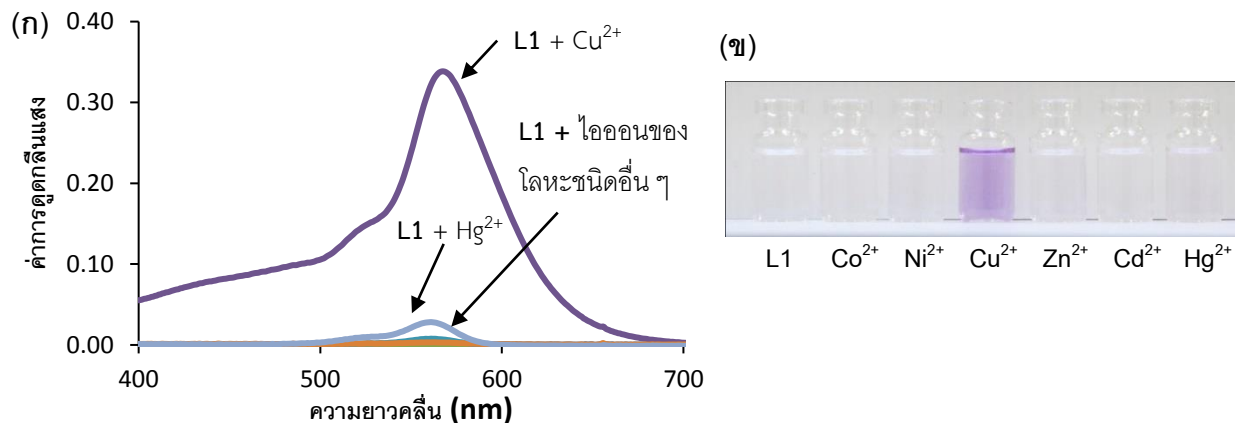 (ก)
0.40
0.30
0.20
0.10
0.00
ค่าการดูดกลืนแสง
L1 + Cu²⁺
L1 + ไอออนของ
โลหะชนิดอื่น ๆ
L1 + Hg²⁺
400 500 600 700
ความยาวคลื่น (nm)
(ข)
L1 Co²⁺ Ni²⁺ Cu²⁺ Zn²⁺ Cd²⁺ Hg²⁺